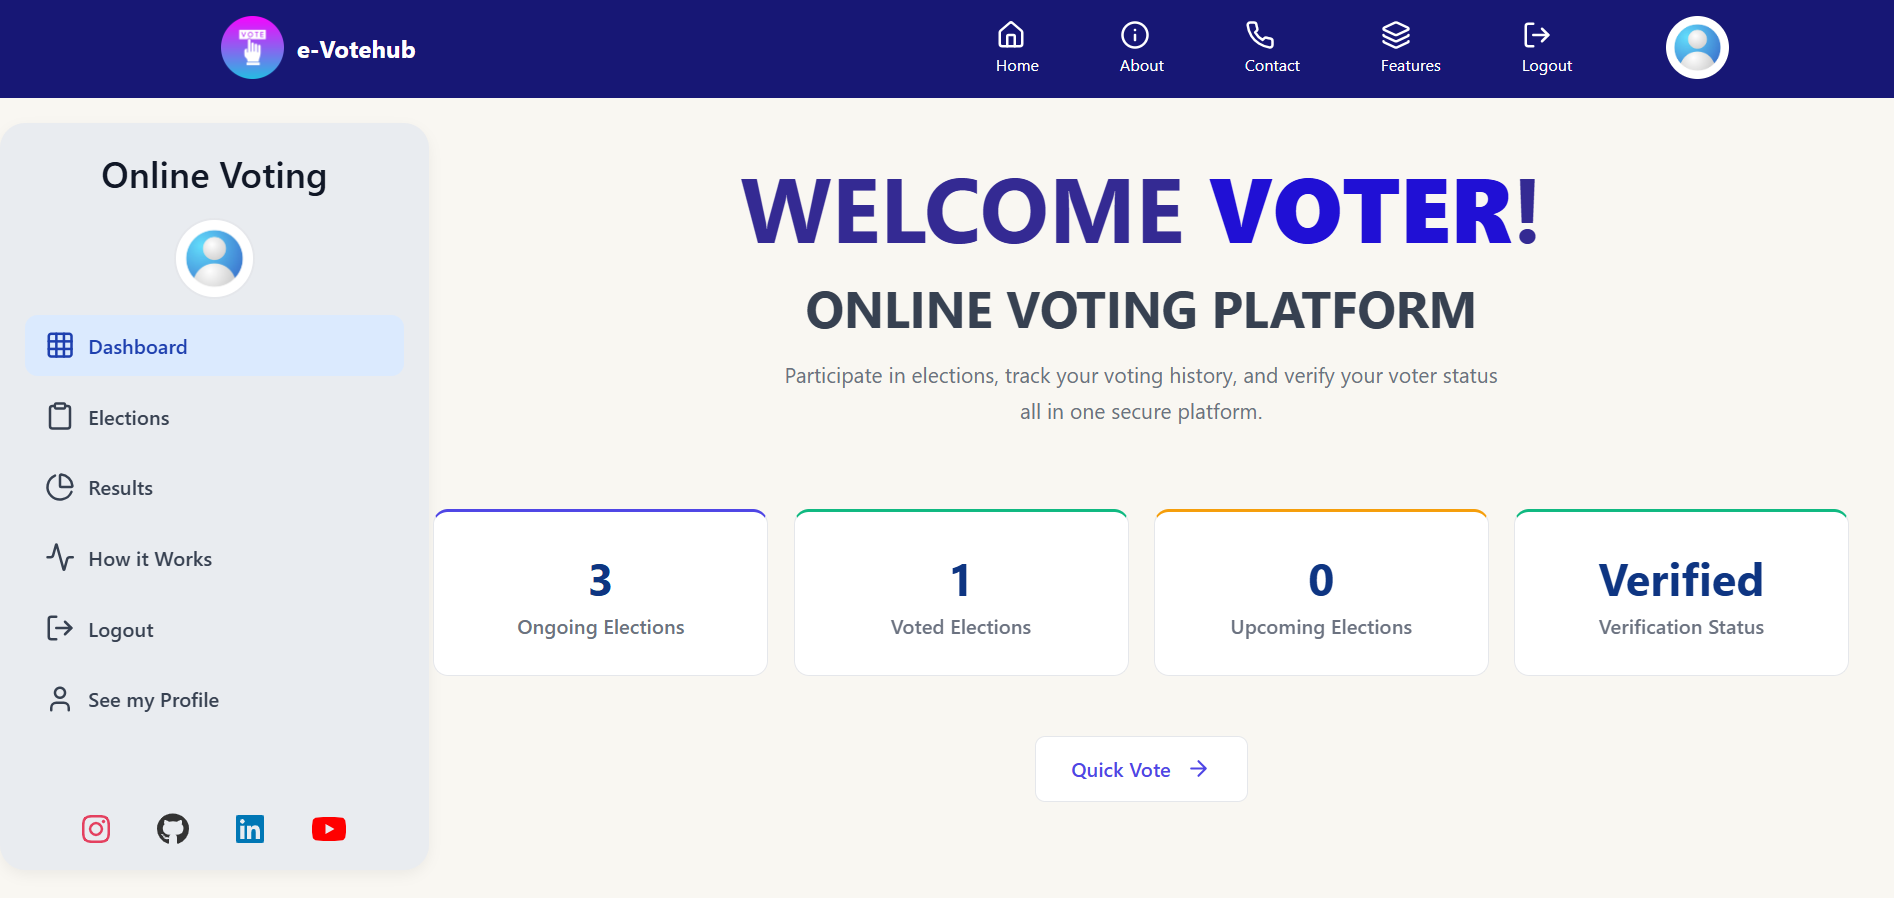 VOTE
e-Votehub
Home
About
Contact
Features
Logout
Online Voting
Dashboard
Elections
Results
How it Works
Logout
See my Profile
in
WELCOME VOTER!
ONLINE VOTING PLATFORM
Participate in elections, track your voting history, and verify your voter status
all in one secure platform.
3
Ongoing Elections
1
Voted Elections
0
Upcoming Elections
Verified
Verification Status
Quick Vote